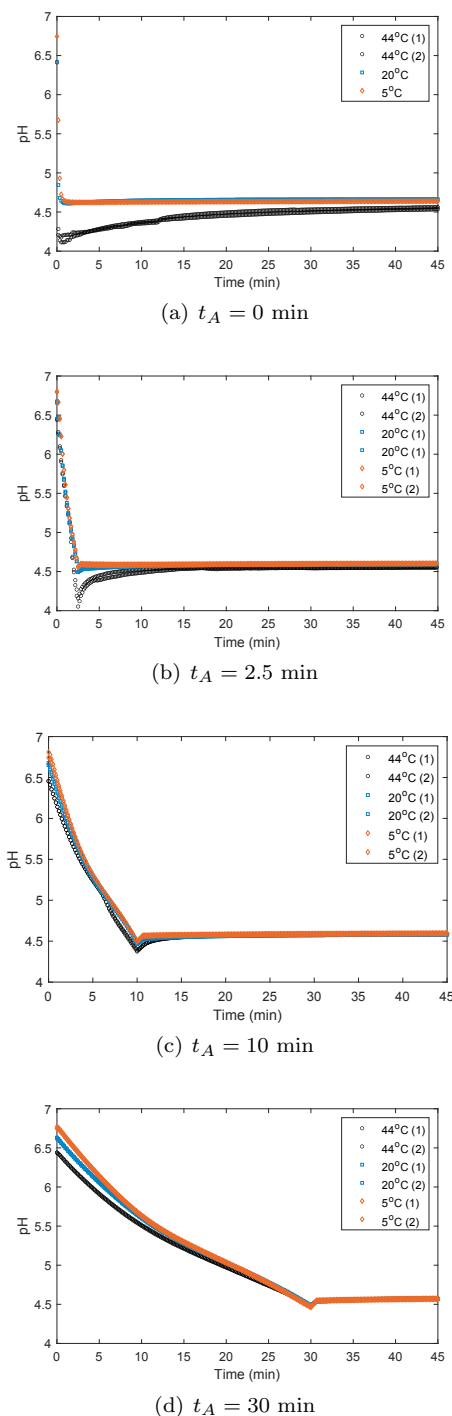 7
6.5
6
5.5
5
4.5
4
pH
0 5 10 15 20 25 30 35 40 45
Time (min)
44°C (1)
44°C (2)
20°C
5°C
(a) t_A = 0 min
7
6.5
6
5.5
5
4.5
4
pH
0 5 10 15 20 25 30 35 40 45
Time (min)
44°C (1)
44°C (2)
20°C (1)
20°C (1)
5°C (1)
5°C (2)
(b) t_A = 2.5 min
7
6.5
6
5.5
5
4.5
4
pH
0 5 10 15 20 25 30 35 40 45
Time (min)
44°C (1)
44°C (2)
20°C (1)
20°C (2)
5°C (1)
5°C (2)
(c) t_A = 10 min
7
6.5
6
5.5
5
4.5
4
pH
0 5 10 15 20 25 30 35 40 45
Time (min)
44°C (1)
44°C (2)
20°C (1)
20°C (2)
5°C (1)
5°C (2)
(d) t_A = 30 min